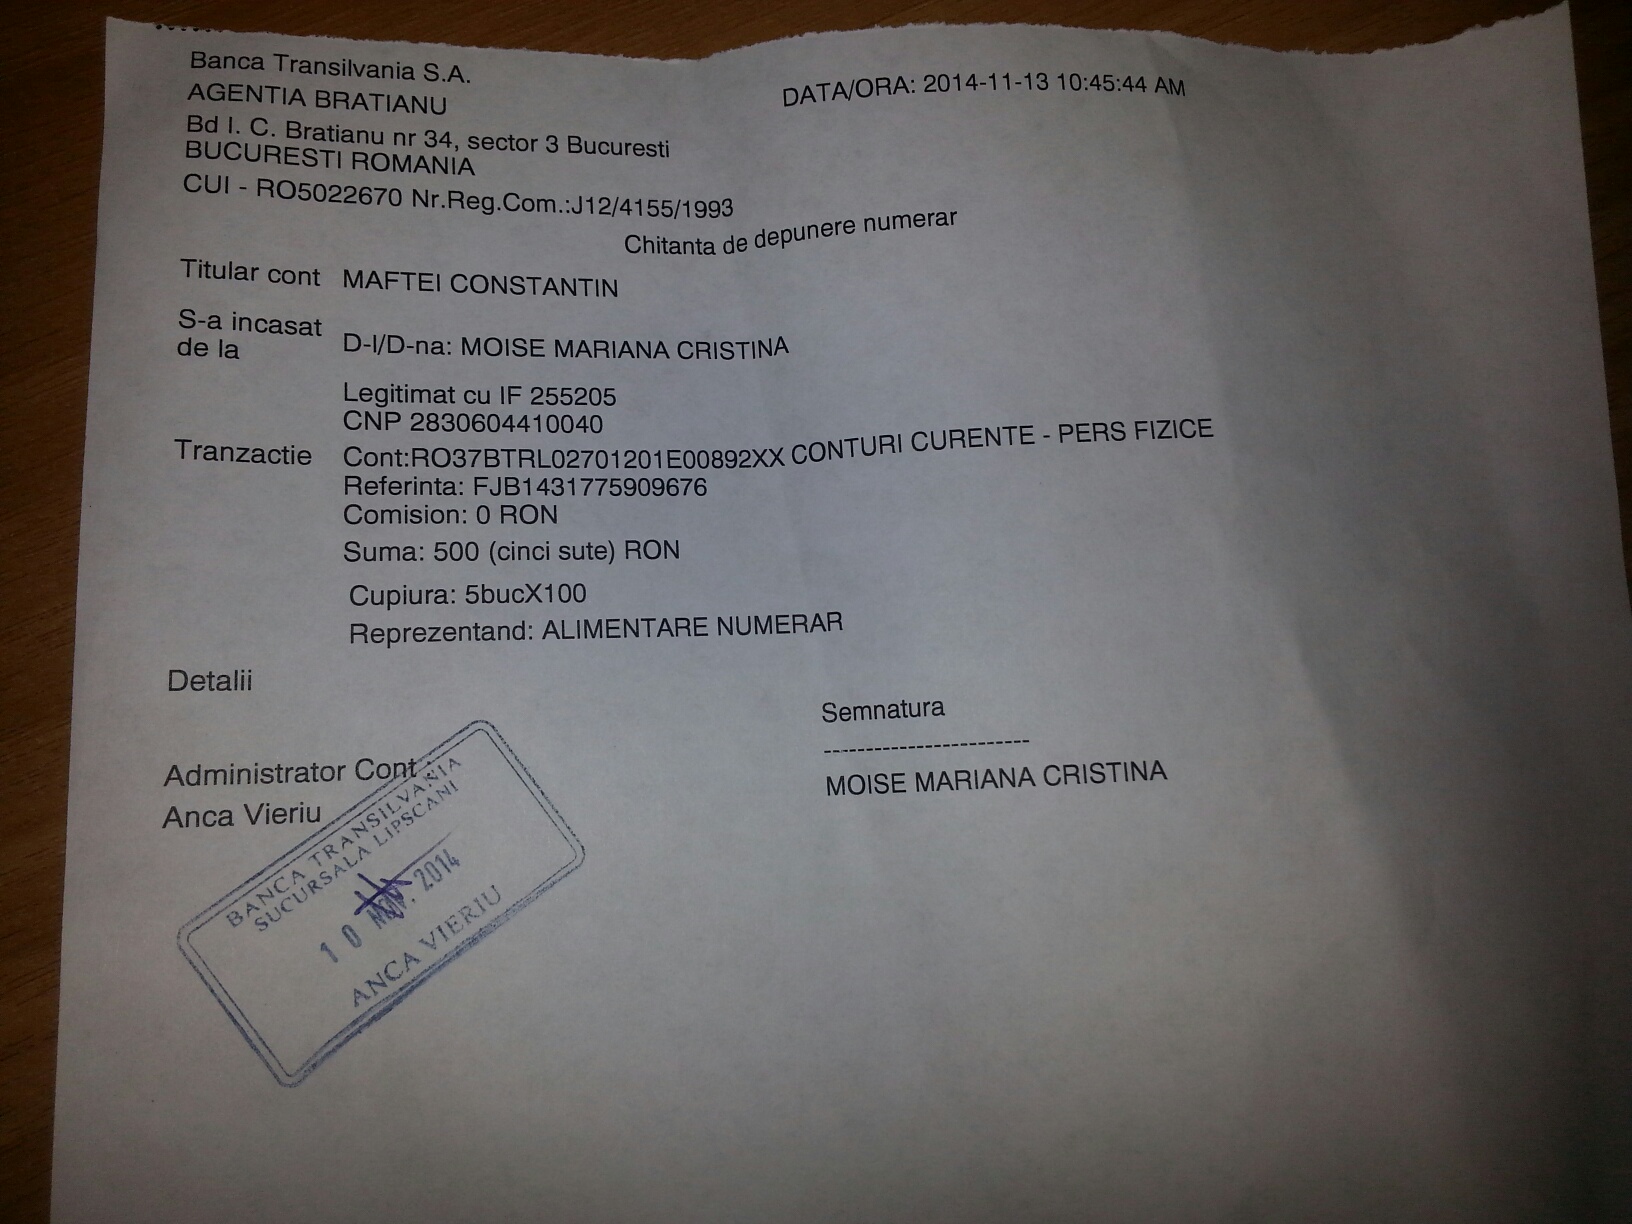 Banca Transilvania S.A.
AGENTIA BRATIANU
DATA/ORA: 2014-11-13 10:45:44 AM
Bd I. C. Bratianu nr 34, sector 3 Bucuresti
BUCURESTI ROMANIA
CUI - RO5022670 Nr.Reg.Com.:J12/4155/1993
Chitanta de depunere numerar
Titular cont MAFTEI CONSTANTIN
S-a incasat
de la D-l/D-na: MOISE MARIANA CRISTINA
Legitimat cu IF 255205
CNP 2830604410040
Tranzactie Cont:RO37BTRL02701201E00892XX CONTURI CURENTE - PERS FIZICE
Referinta: FJB1431775909676
Comision: 0 RON
Suma: 500 (cinci sute) RON
Cupiura: 5bucX100
Reprezentand: ALIMENTARE NUMERAR
Detalii
Semnatura
-------------------------
Administrator Cont
MOISE MARIANA CRISTINA
Anca Vieriu
BANCA TRANSILVANIA
SUCURSALA LIPSCANI
10 NOV. 2014
ANCA VIERIU